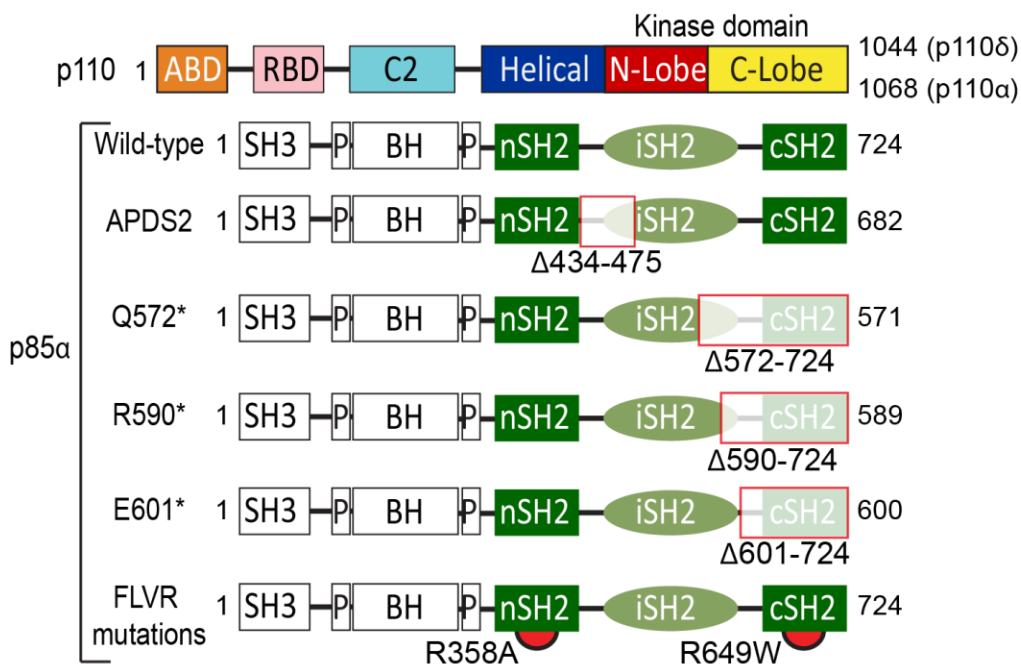 Kinase domain
p110 1 ABD RBD C2 Helical N-Lobe C-Lobe 1044 (p110δ)
1068 (p110α)
p85α
Wild-type 1 SH3 P BH P nSH2 iSH2 cSH2 724
APDS2 1 SH3 P BH P nSH2 iSH2 cSH2 682
Δ434-475
Q572* 1 SH3 P BH P nSH2 iSH2 cSH2 571
Δ572-724
R590* 1 SH3 P BH P nSH2 iSH2 cSH2 589
Δ590-724
E601* 1 SH3 P BH P nSH2 iSH2 cSH2 600
Δ601-724
FLVR
mutations 1 SH3 P BH P nSH2 iSH2 cSH2 724
R358A R649W